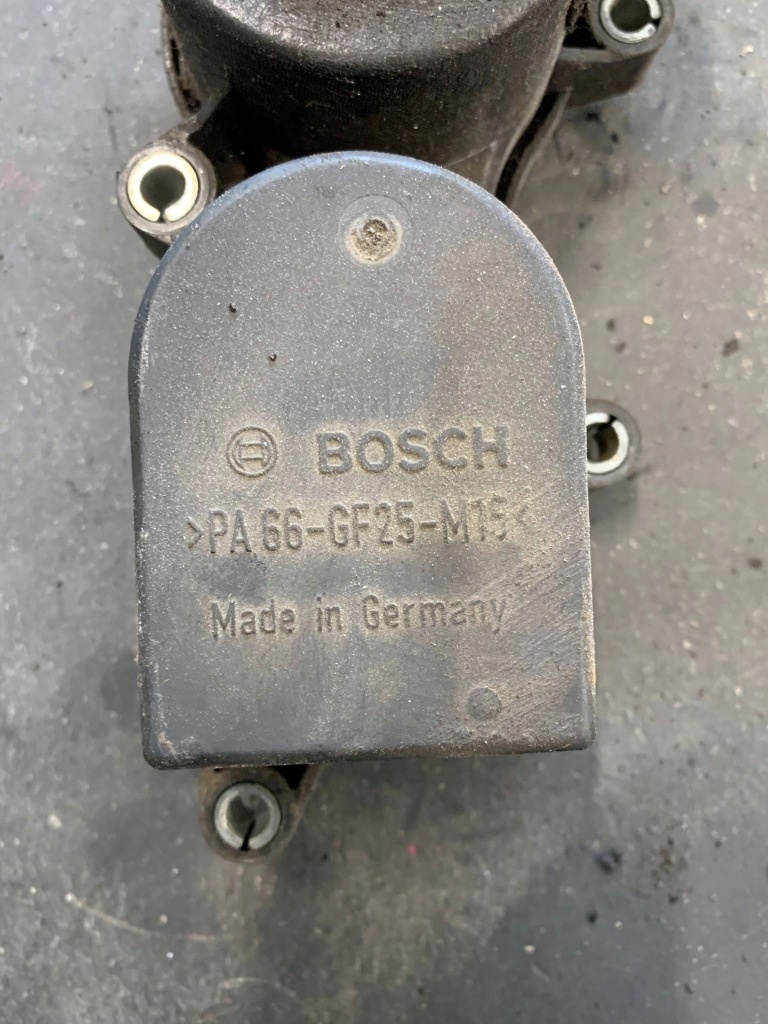 BOSCH
>PA 66-GF25-M15<
Made in Germany